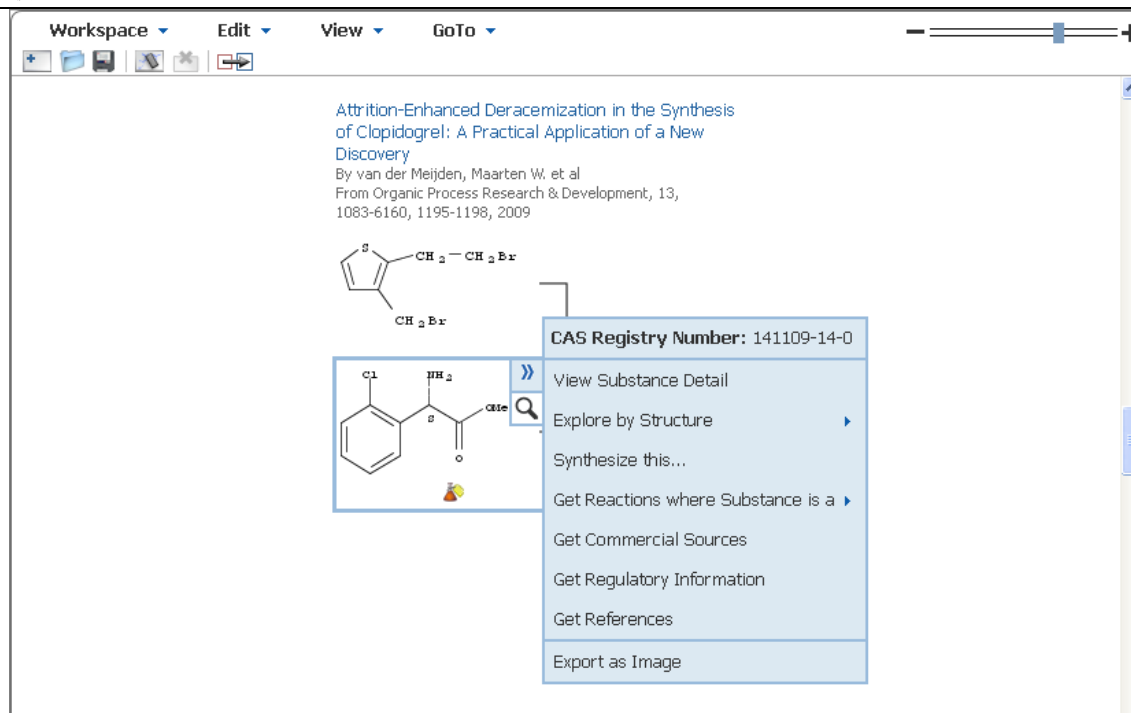 Workspace Edit View GoTo
Attrition-Enhanced Deracemization in the Synthesis
of Clopidogrel: A Practical Application of a New
Discovery
By van der Meijden, Maarten W. et al
From Organic Process Research & Development, 13,
1083-6160, 1195-1198, 2009
S
CH2—CH2Br
CH2Br
CAS Registry Number: 141109-14-0
Cl NH2
OMe
S
O
View Substance Detail
Explore by Structure
Synthesize this...
Get Reactions where Substance is a
Get Commercial Sources
Get Regulatory Information
Get References
Export as Image